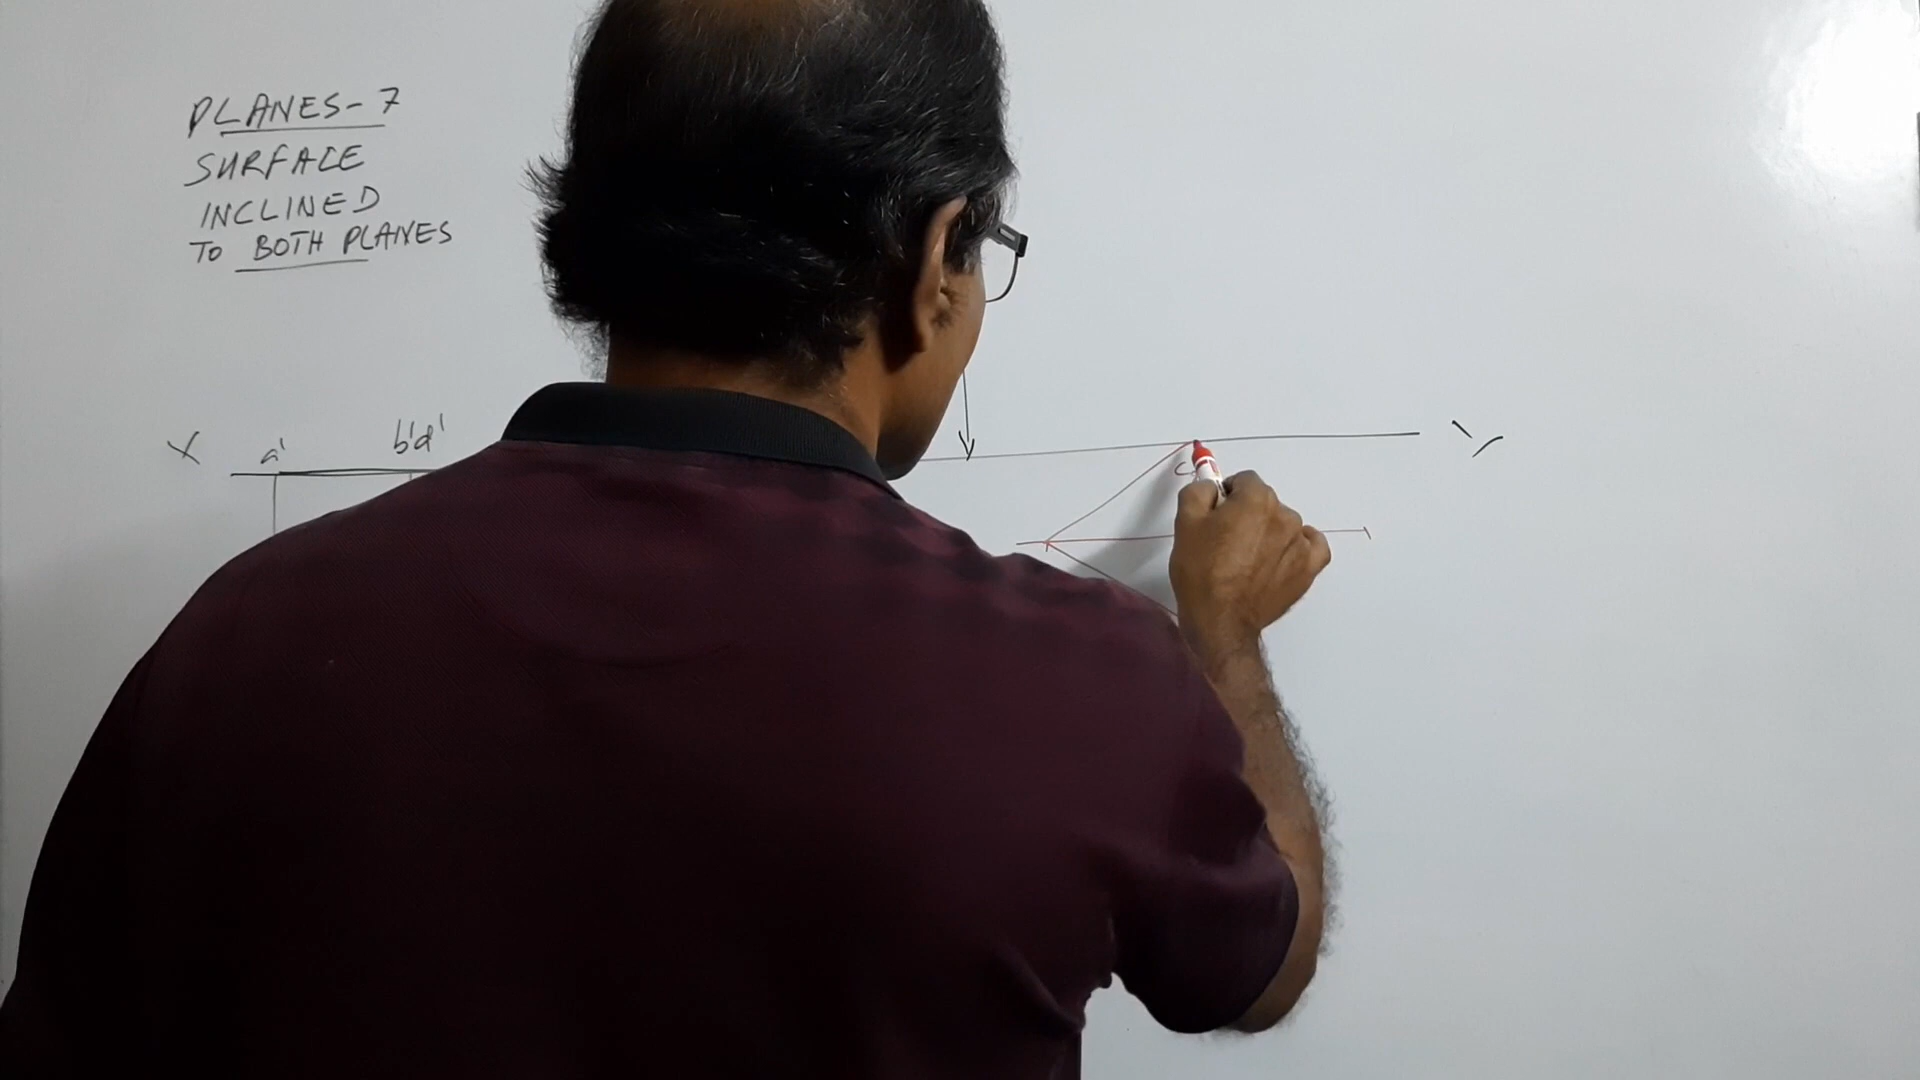 PLANES-7
SURFACE
INCLINED
TO BOTH PLANES
X a' b'd' Y